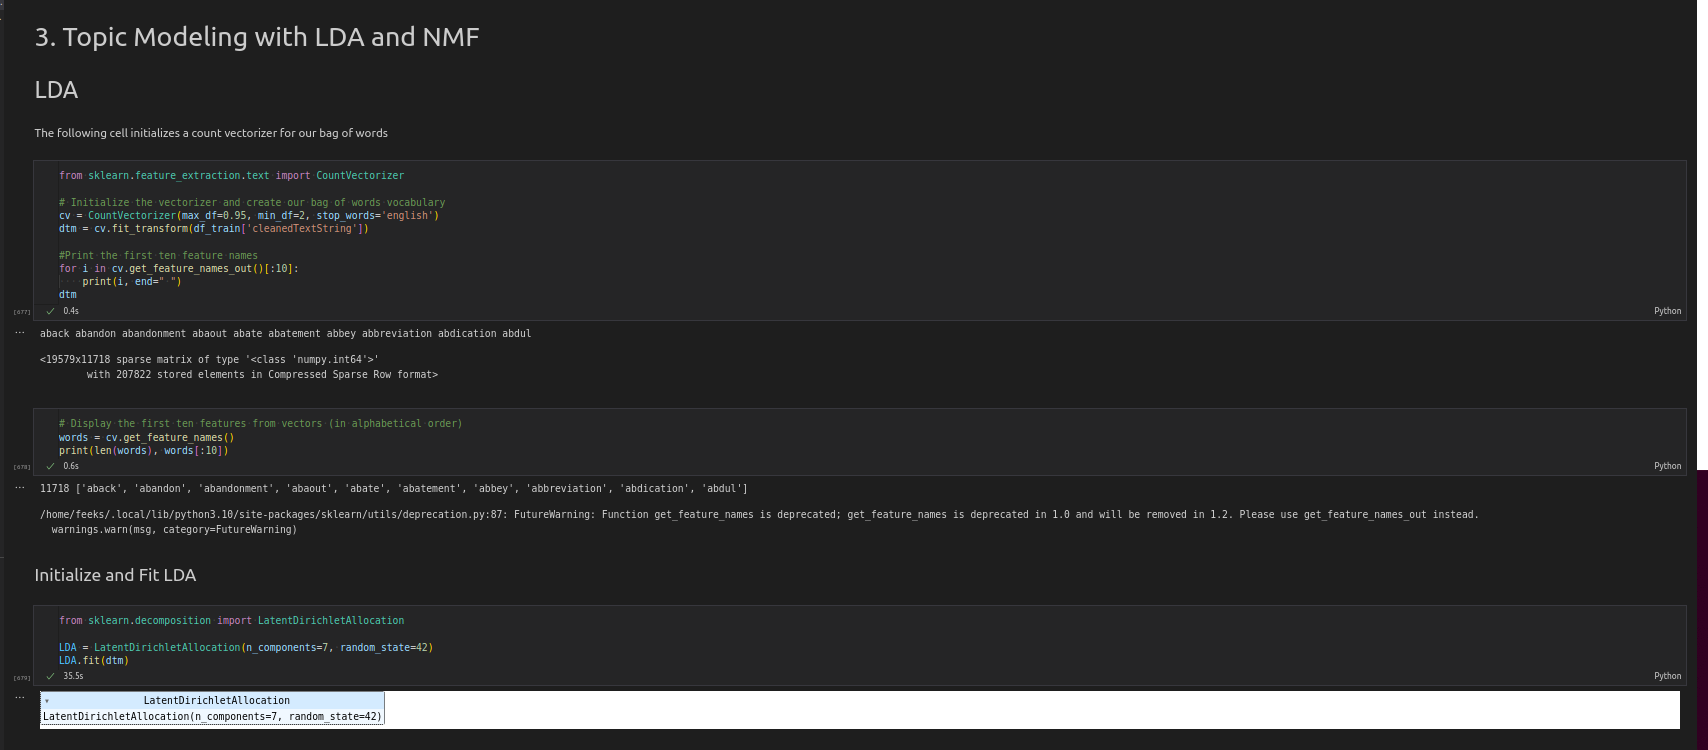 3. Topic Modeling with LDA and NMF
LDA
The following cell initializes a count vectorizer for our bag of words
from sklearn.feature_extraction.text import CountVectorizer
# Initialize the vectorizer and create our bag of words vocabulary
cv = CountVectorizer(max_df=0.95, min_df=2, stop_words='english')
dtm = cv.fit_transform(df_train['cleanedTextString'])
#Print the first ten feature names
for i in cv.get_feature_names_out()[:10]:
    print(i, end=" ")
dtm
[677] ✓ 0.4s Python
... aback abandon abandonment abaout abate abatement abbey abbreviation abdication abdul
<19579x11718 sparse matrix of type '<class 'numpy.int64'>'
        with 207822 stored elements in Compressed Sparse Row format>
# Display the first ten features from vectors (in alphabetical order)
words = cv.get_feature_names()
print(len(words), words[:10])
[678] ✓ 0.6s Python
... 11718 ['aback', 'abandon', 'abandonment', 'abaout', 'abate', 'abatement', 'abbey', 'abbreviation', 'abdication', 'abdul']
/home/feeks/.local/lib/python3.10/site-packages/sklearn/utils/deprecation.py:87: FutureWarning: Function get_feature_names is deprecated; get_feature_names is deprecated in 1.0 and will be removed in 1.2. Please use get_feature_names_out instead.
  warnings.warn(msg, category=FutureWarning)
Initialize and Fit LDA
from sklearn.decomposition import LatentDirichletAllocation
LDA = LatentDirichletAllocation(n_components=7, random_state=42)
LDA.fit(dtm)
[679] ✓ 35.5s Python
... ▾ LatentDirichletAllocation
LatentDirichletAllocation(n_components=7, random_state=42)